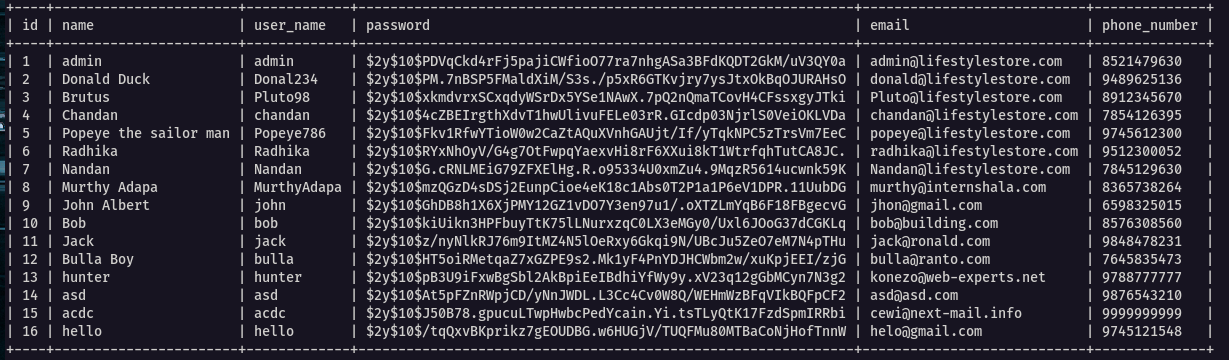 | id | name | user_name | password | email | phone_number |
| 1 | admin | admin | $2y$10$PDVqCkd4rFj5pajiCWfioO77ra7nhgASa3BFdKQDT2GkM/uV3QY0a | admin@lifestylestore.com | 8521479630 |
| 2 | Donald Duck | Donal234 | $2y$10$PM.7nBSP5FMaldXiM/S3s./p5xR6GTKvjry7ysJtxOkBqOJURAHsO | donald@lifestylestore.com | 9489625136 |
| 3 | Brutus | Pluto98 | $2y$10$xkmdvrxSCxqdyWSrDx5YSe1NAwX.7pQ2nQmaTCovH4CFssxgyJTki | Pluto@lifestylestore.com | 8912345670 |
| 4 | Chandan | chandan | $2y$10$4cZBEIrgthXdvT1hwUlivuFELe03rR.GIcdp03NjrlS0VeiOKLVDa | chandan@lifestylestore.com | 7854126395 |
| 5 | Popeye the sailor man | Popeye786 | $2y$10$Fkv1RfwYTioW0w2CaZtAQuXVnhGAUjt/If/yTqkNPC5zTrsVm7EeC | popeye@lifestylestore.com | 9745612300 |
| 6 | Radhika | Radhika | $2y$10$RYxNhOyV/G4g7OtFwpqYaexvHi8rF6XXui8kT1WtrfqhTutCA8JC. | radhika@lifestylestore.com | 9512300052 |
| 7 | Nandan | Nandan | $2y$10$G.cRNLMEiG79ZFXElHg.R.o95334U0xmZu4.9MqzR5614ucwnk59K | Nandan@lifestylestore.com | 7845129630 |
| 8 | Murthy Adapa | MurthyAdapa | $2y$10$mzQGzD4sDSj2EunpCioe4eK18c1Abs0T2P1a1P6eV1DPR.11UubDG | murthy@internshala.com | 8365738264 |
| 9 | John Albert | john | $2y$10$GhDB8h1X6XjPMY12GZ1vDO7Y3en97u1/.oXTZLmYqB6F18FBgecvG | jhon@gmail.com | 6598325015 |
| 10 | Bob | bob | $2y$10$kiUikn3HPFbuyTtK75lLNurxzqC0LX3eMGy0/Uxl6JOoG37dCGKLq | bob@building.com | 8576308560 |
| 11 | Jack | jack | $2y$10$z/nyNlkRJ76m9ItMZ4N5lOeRxy6Gkqi9N/UBcJu5ZeO7eM7N4pTHu | jack@ronald.com | 9848478231 |
| 12 | Bulla Boy | bulla | $2y$10$HT5oiRMetqaZ7xGZPE9s2.Mk1yF4PnYDJHCWbm2w/xuKpjEEI/zjG | bulla@ranto.com | 7645835473 |
| 13 | hunter | hunter | $2y$10$pB3U9iFxwBgSbl2AkBpiEeIBdhiYfWy9y.xV23q12gGbMCyn7N3g2 | konezo@web-experts.net | 9788777777 |
| 14 | asd | asd | $2y$10$At5pFZnRWpjCD/yNnJWDL.L3Cc4Cv0W8Q/WEHmWzBFqVIkBQFpCF2 | asd@asd.com | 9876543210 |
| 15 | acdc | acdc | $2y$10$J50B78.gpucuLTwpHwbcPedYcain.Yi.tsTLyQtK17FzdSpmIRRbi | cewi@next-mail.info | 9999999999 |
| 16 | hello | hello | $2y$10$/tqQxvBKprikz7gEOUDBG.w6HUGjV/TUQFMu80MTBaCoNjHofTnnW | helo@gmail.com | 9745121548 |